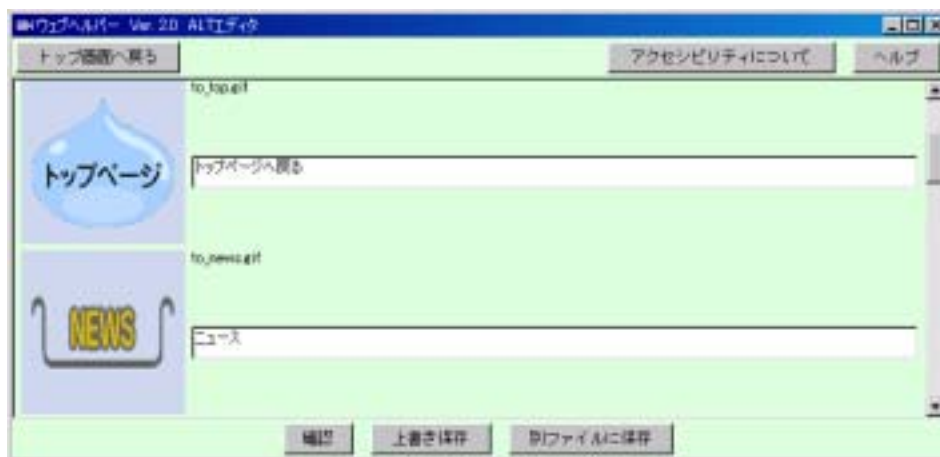 ウェブヘルパー Ver. 2.0 ALTエディタ
トップ画面へ戻る
アクセシビリティについて
ヘルプ
to_top.gif
トップページ
トップページへ戻る
to_news.gif
NEWS
ニュース
確認
上書き保存
別ファイルに保存